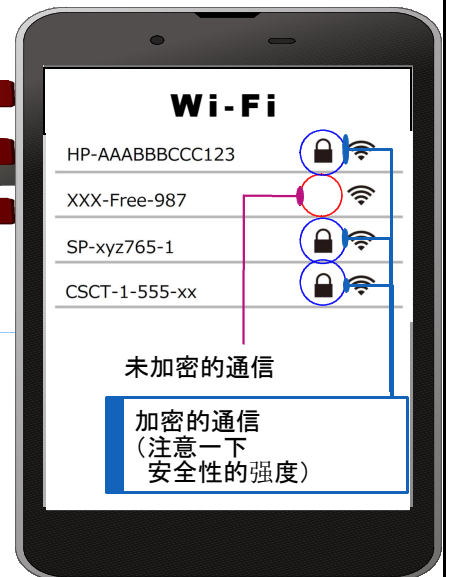 Wi-Fi
HP-AAABBBCCC123
XXX-Free-987
SP-xyz765-1
CSCT-1-555-xx
未加密的通信
加密的通信
（注意一下
安全性的强度）